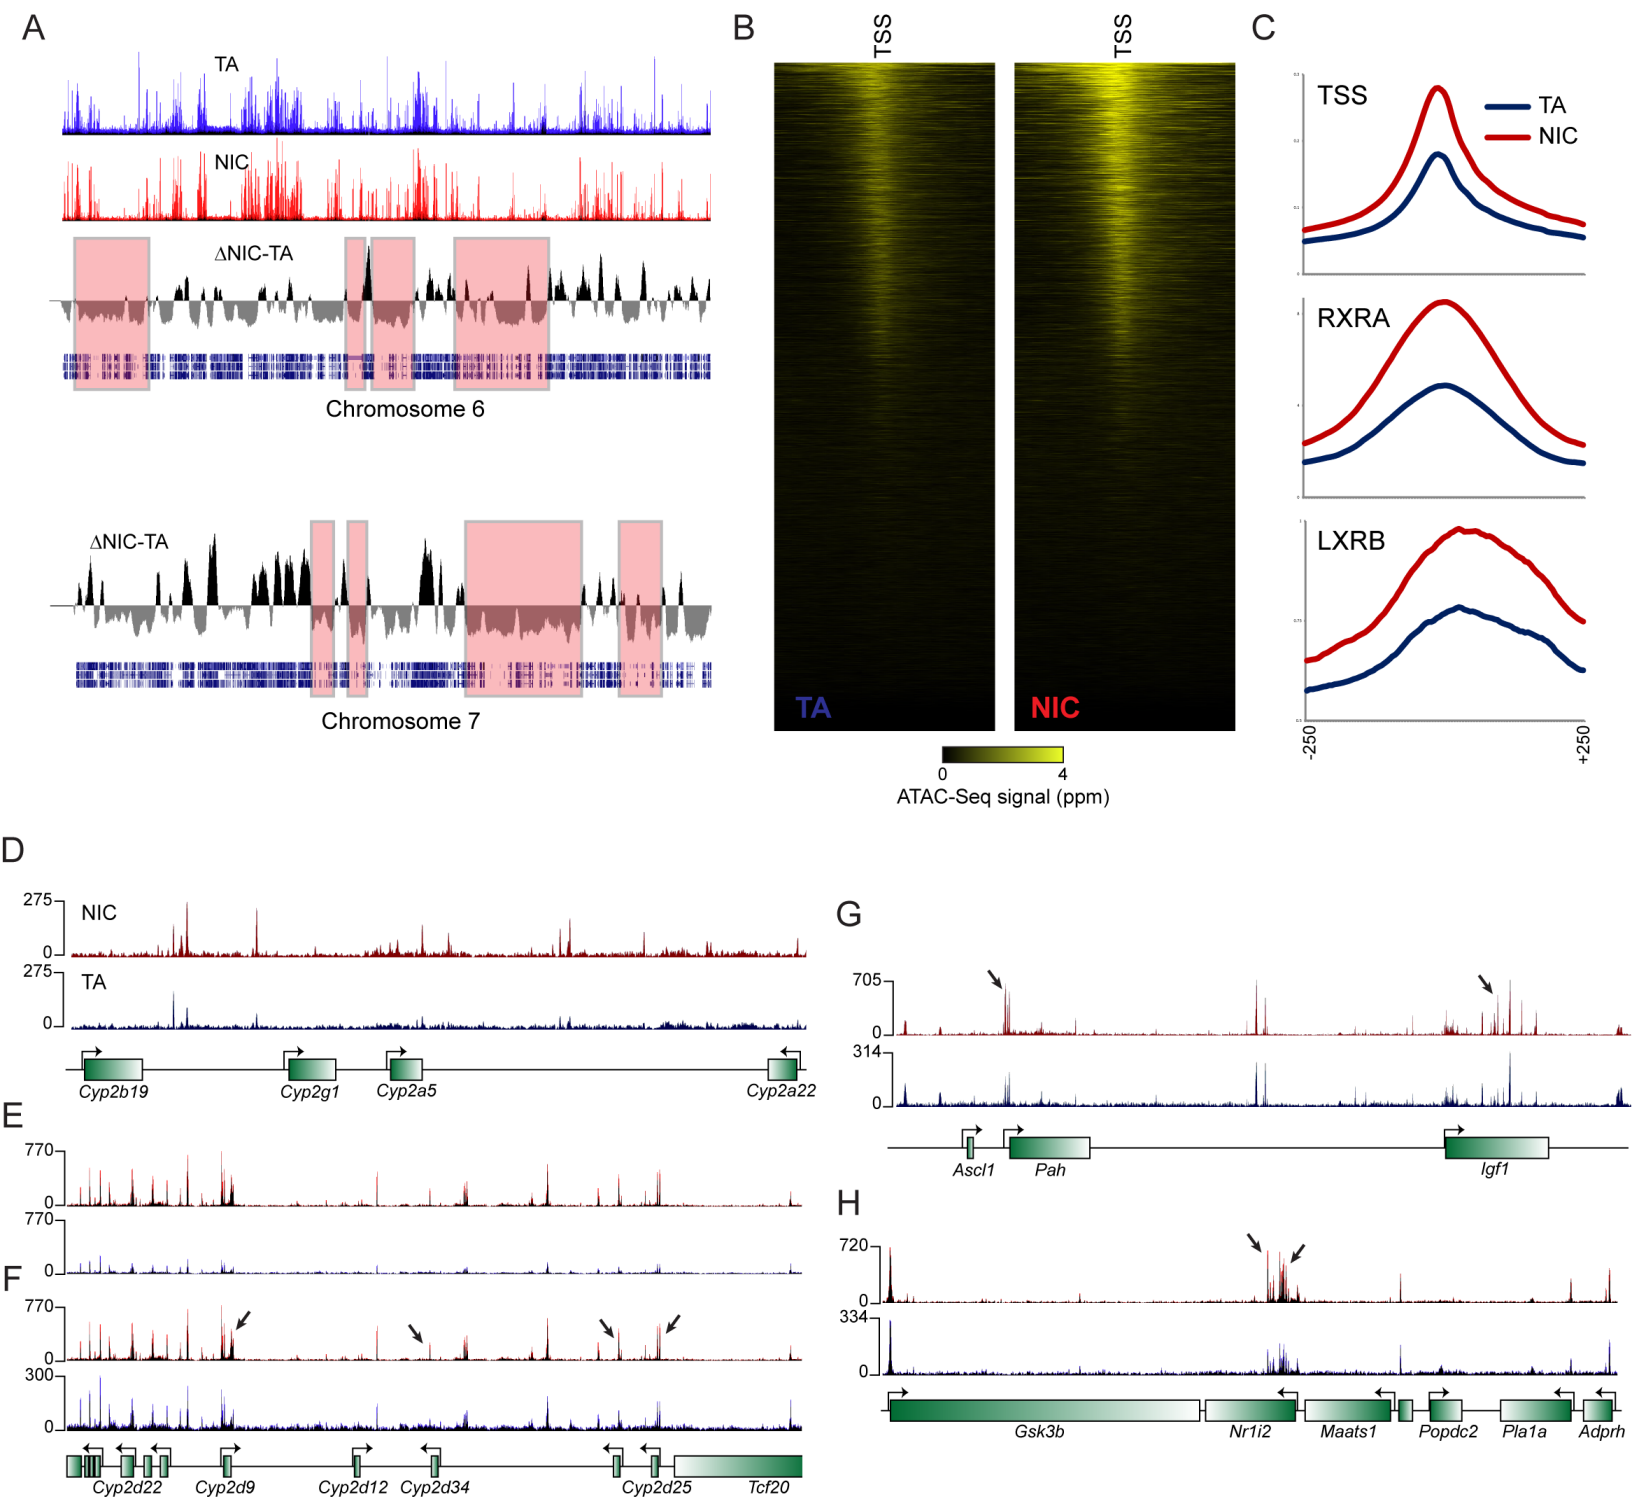 A
TA
NIC
ΔNIC-TA
Chromosome 6
ΔNIC-TA
Chromosome 7
B
TSS
TSS
TA
NIC
0
4
ATAC-Seq signal (ppm)
C
TSS
TA
NIC
RXRA
LXRB
-250
+250
D
275
NIC
0
275
TA
0
Cyp2b19
Cyp2g1
Cyp2a5
Cyp2a22
E
770
0
770
0
F
770
0
300
0
Cyp2d22
Cyp2d9
Cyp2d12
Cyp2d34
Cyp2d25
Tcf20
G
705
0
314
0
Ascl1
Pah
Igf1
H
720
0
334
0
Gsk3b
Nr1i2
Maats1
Popdc2
Pla1a
Adprh